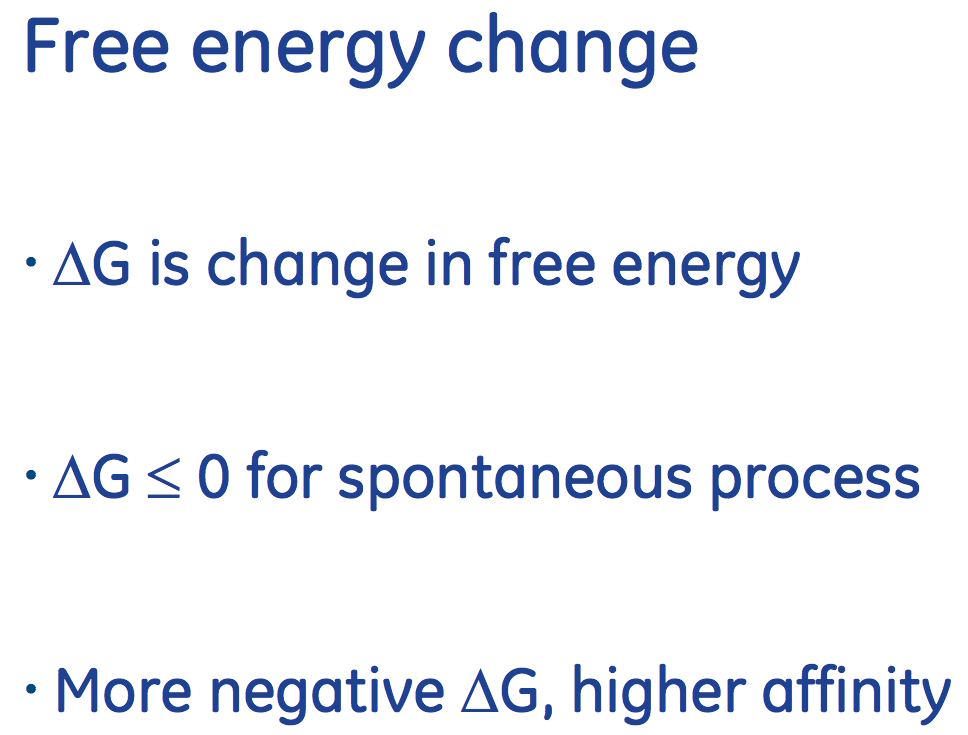 Free energy change
· ΔG is change in free energy
· ΔG ≤ 0 for spontaneous process
· More negative ΔG, higher affinity